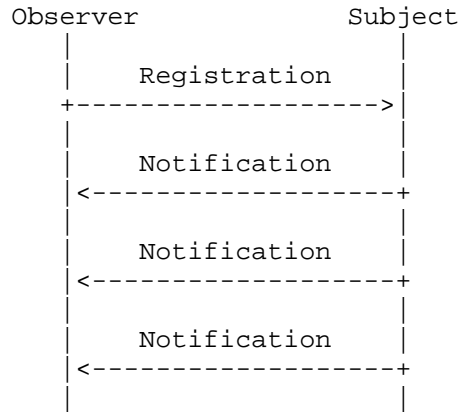 Observer Subject
Registration
Notification
Notification
Notification